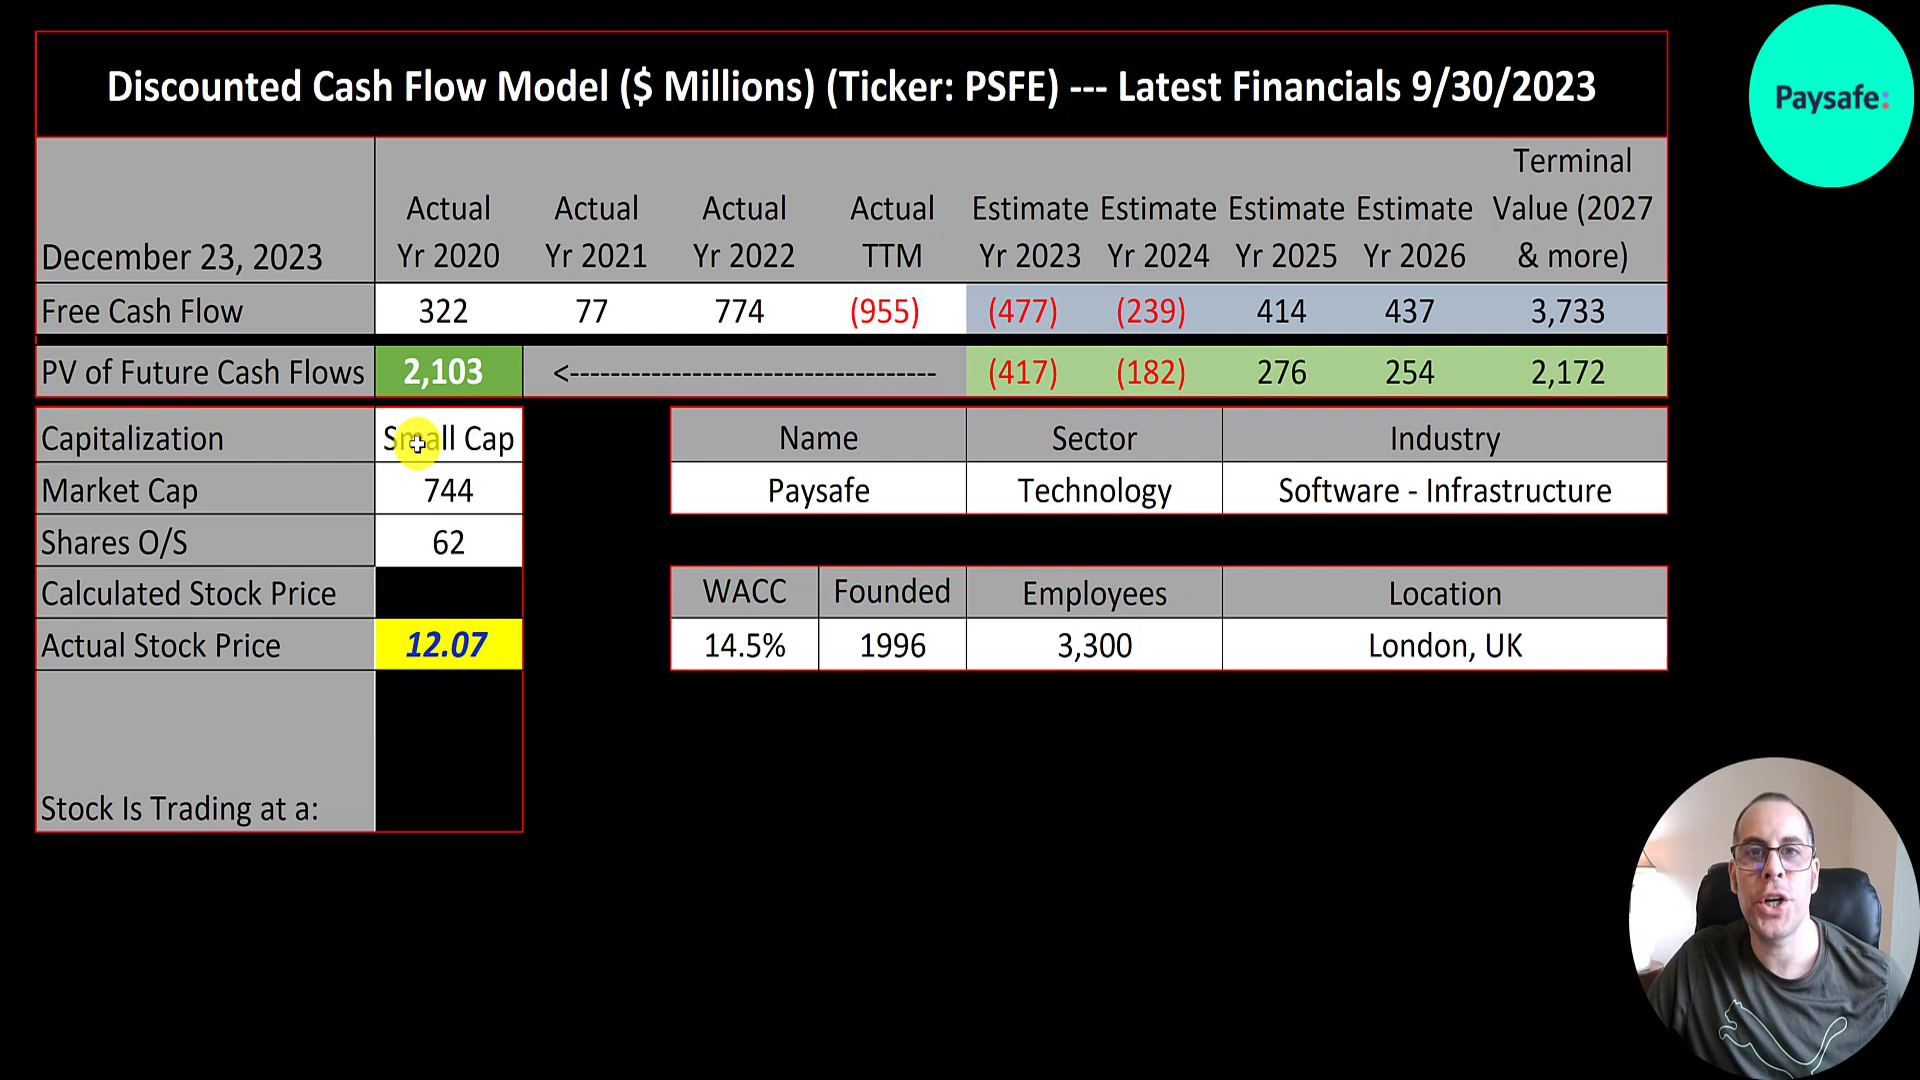 Discounted Cash Flow Model ($ Millions) (Ticker: PSFE) --- Latest Financials 9/30/2023
Paysafe:
December 23, 2023 Actual Yr 2020 Actual Yr 2021 Actual Yr 2022 Actual TTM Estimate Yr 2023 Estimate Yr 2024 Estimate Yr 2025 Estimate Yr 2026 Terminal Value (2027 & more)
Free Cash Flow 322 77 774 (955) (477) (239) 414 437 3,733
PV of Future Cash Flows 2,103 <------------------------------------ (417) (182) 276 254 2,172
Capitalization Small Cap
Market Cap 744
Shares O/S 62
Calculated Stock Price
Actual Stock Price 12.07
Stock Is Trading at a:
Name Sector Industry
Paysafe Technology Software - Infrastructure
WACC Founded Employees Location
14.5% 1996 3,300 London, UK